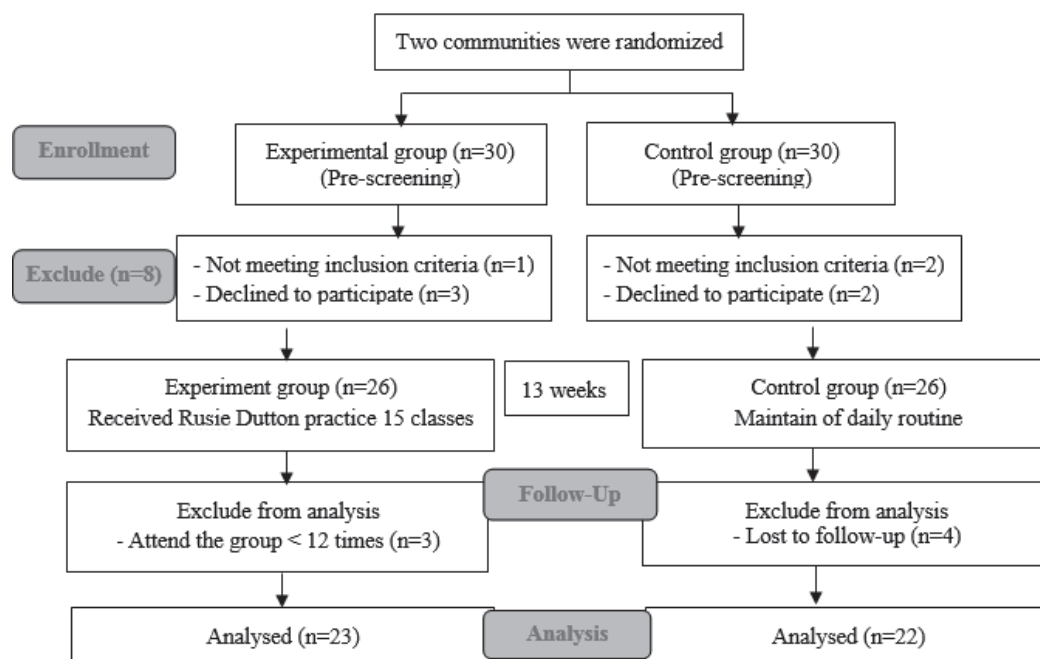 Two communities were randomized
Enrollment
Experimental group (n=30)
(Pre-screening)
Control group (n=30)
(Pre-screening)
Exclude (n=8)
- Not meeting inclusion criteria (n=1)
- Declined to participate (n=3)
- Not meeting inclusion criteria (n=2)
- Declined to participate (n=2)
Experiment group (n=26)
Received Rusie Dutton practice 15 classes
13 weeks
Control group (n=26)
Maintain of daily routine
Follow-Up
Exclude from analysis
- Attend the group < 12 times (n=3)
Exclude from analysis
- Lost to follow-up (n=4)
Analysed (n=23)
Analysis
Analysed (n=22)